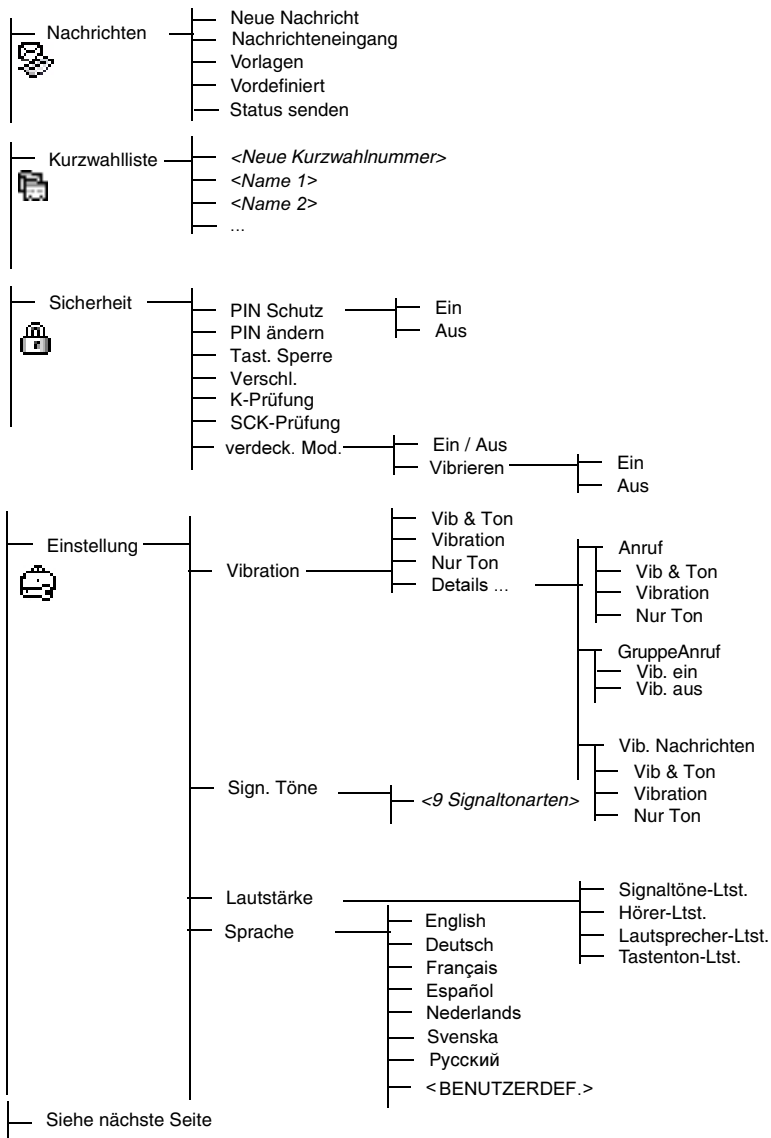 Nachrichten
Neue Nachricht
Nachrichteneingang
Vorlagen
Vordefiniert
Status senden
Kurzwahlliste
<Neue Kurzwahlnummer>
<Name 1>
<Name 2>
...
Sicherheit
PIN Schutz
Ein
Aus
PIN ändern
Tast. Sperre
Verschl.
K-Prüfung
SCK-Prüfung
verdeck. Mod.
Ein / Aus
Vibrieren
Ein
Aus
Einstellung
Vibration
Vib & Ton
Vibration
Nur Ton
Details ...
Anruf
Vib & Ton
Vibration
Nur Ton
GruppeAnruf
Vib. ein
Vib. aus
Vib. Nachrichten
Vib & Ton
Vibration
Nur Ton
Sign. Töne
<9 Signaltonarten>
Lautstärke
Signaltöne-Ltst.
Hörer-Ltst.
Lautsprecher-Ltst.
Tastenton-Ltst.
Sprache
English
Deutsch
Français
Español
Nederlands
Svenska
Русский
<BENUTZERDEF.>
Siehe nächste Seite